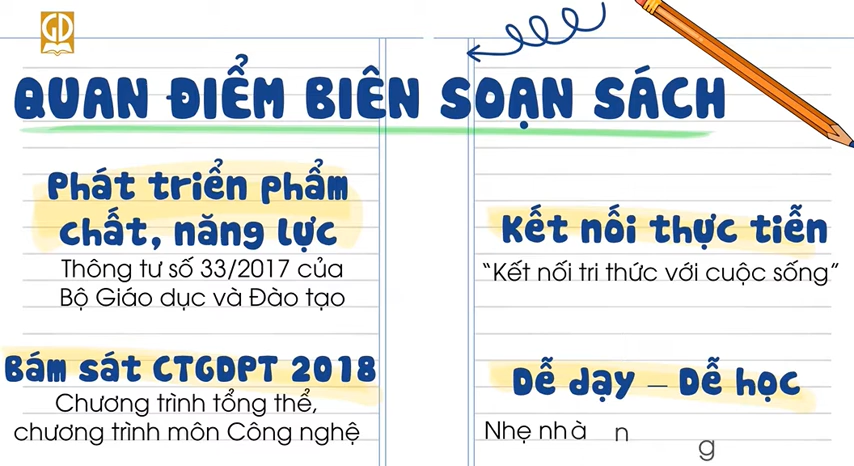 GD
QUAN ĐIỂM BIÊN SOẠN SÁCH
Phát triển phẩm
chất, năng lực
Thông tư số 33/2017 của
Bộ Giáo dục và Đào tạo
Bám sát CTGDPT 2018
Chương trình tổng thể,
chương trình môn Công nghệ
Kết nối thực tiễn
“Kết nối tri thức với cuộc sống”
Dễ dạy – Dễ học
Nhẹ nhà n g